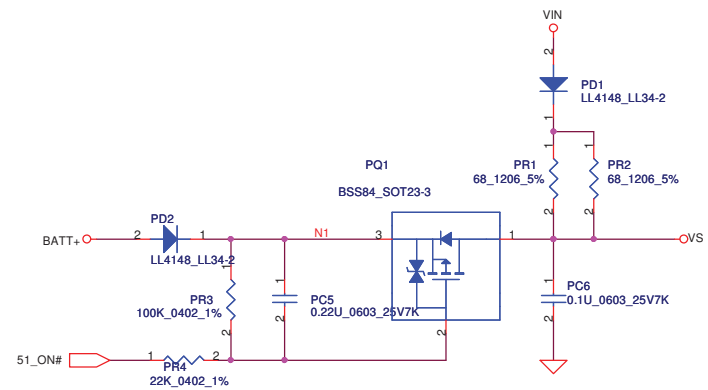 VIN
2
PD1
LL4148_LL34-2
1
PQ1
BSS84_SOT23-3
1
1
PR1
68_1206_5%
PR2
68_1206_5%
2
2
BATT+
2
PD2
1
LL4148_LL34-2
N1
3
1
VS
1
PR3
100K_0402_1%
2
1
PC5
0.22U_0603_25V7K
2
2
1
PC6
0.1U_0603_25V7K
2
51_ON#
1
PR4
2
22K_0402_1%